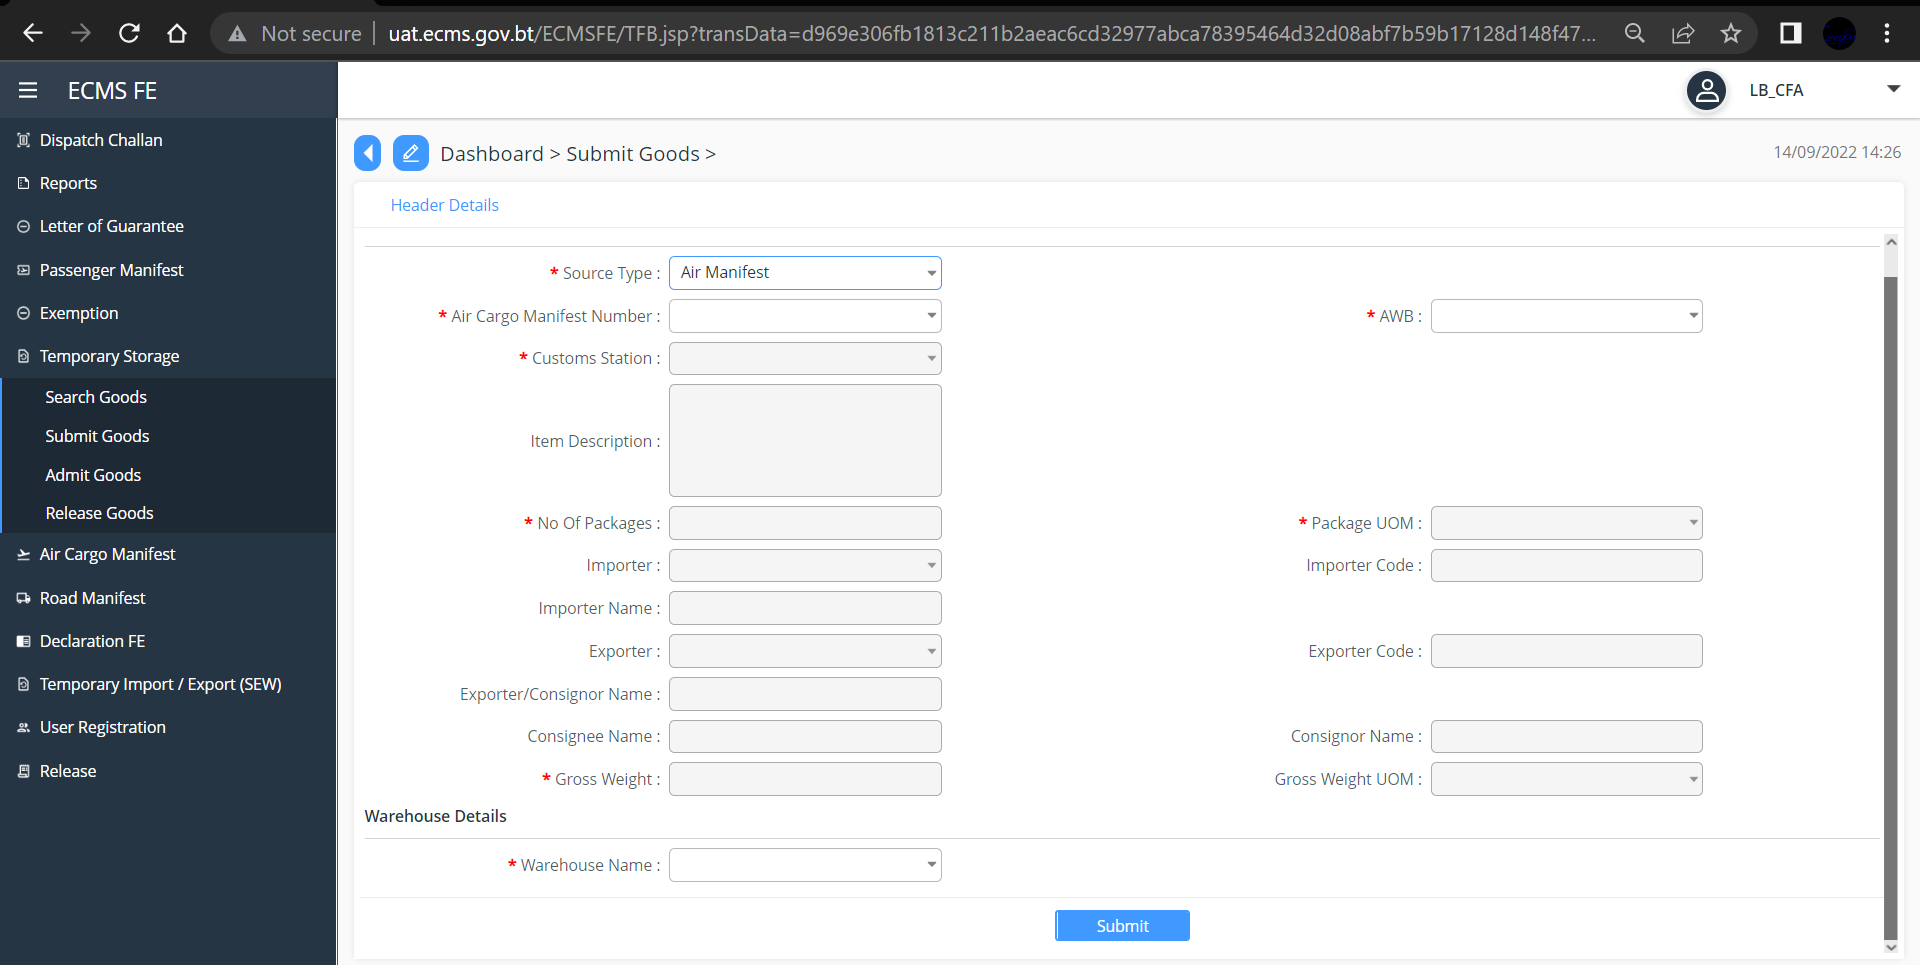 Not secure | uat.ecms.gov.bt/ECMSFE/TFB.jsp?transData=d969e306fb1813c211b2aeac6cd32977abca78395464d32d08abf7b59b17128d148f47...
ECMS FE
LB_CFA
Dispatch Challan
Reports
Letter of Guarantee
Passenger Manifest
Exemption
Temporary Storage
Search Goods
Submit Goods
Admit Goods
Release Goods
Air Cargo Manifest
Road Manifest
Declaration FE
Temporary Import / Export (SEW)
User Registration
Release
Dashboard > Submit Goods >
14/09/2022 14:26
Header Details
* Source Type : Air Manifest
* Air Cargo Manifest Number :
* AWB :
* Customs Station :
Item Description :
* No Of Packages :
* Package UOM :
Importer :
Importer Code :
Importer Name :
Exporter :
Exporter Code :
Exporter/Consignor Name :
Consignee Name :
Consignor Name :
* Gross Weight :
Gross Weight UOM :
Warehouse Details
* Warehouse Name :
Submit